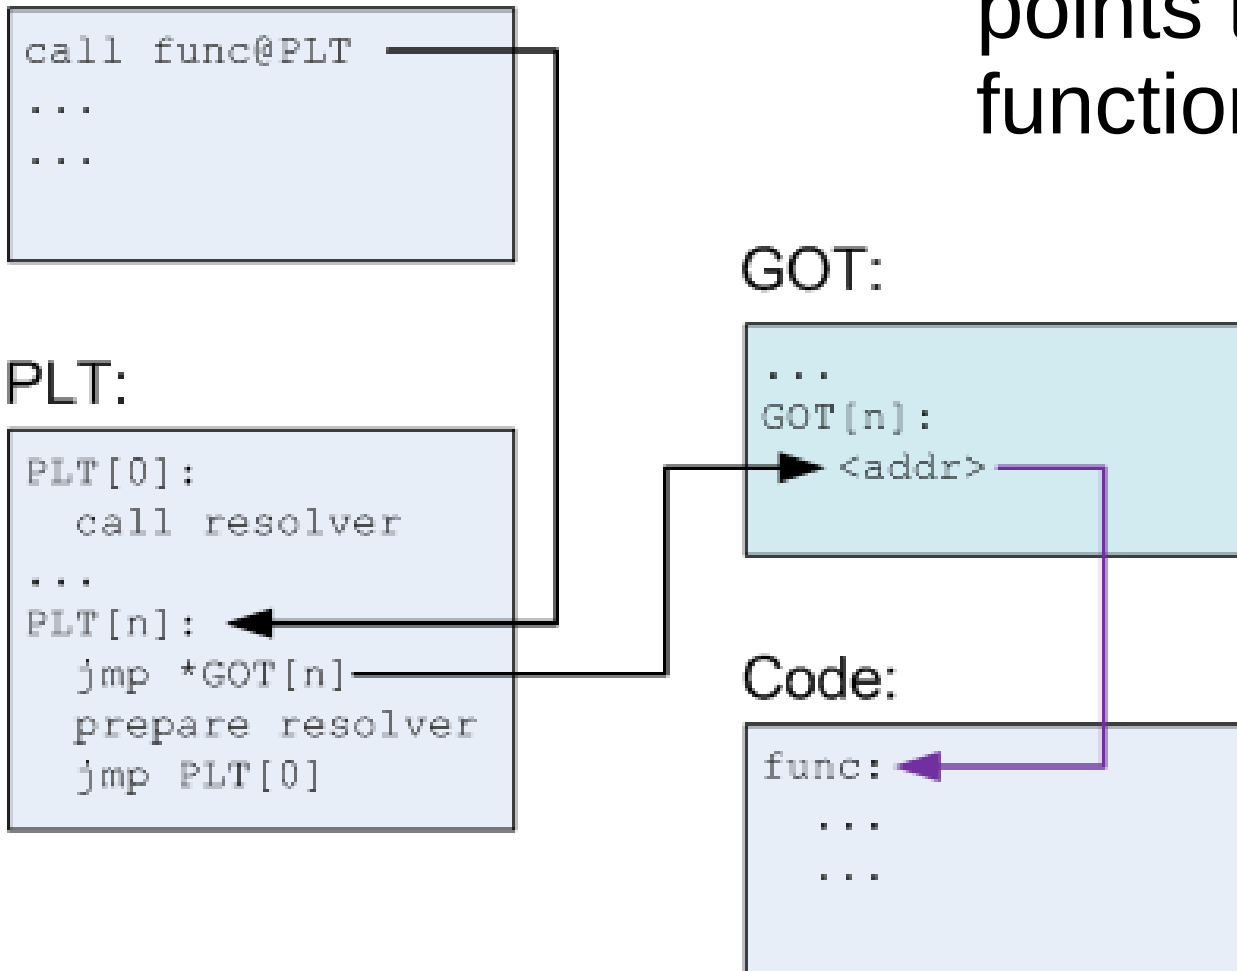 call func@PLT
...
...
PLT:
PLT[0]:
call resolver
...
PLT[n]:
jmp *GOT[n]
prepare resolver
jmp PLT[0]
points
GOT:
...
GOT[n]:
<addr>
Code:
func:
...
...